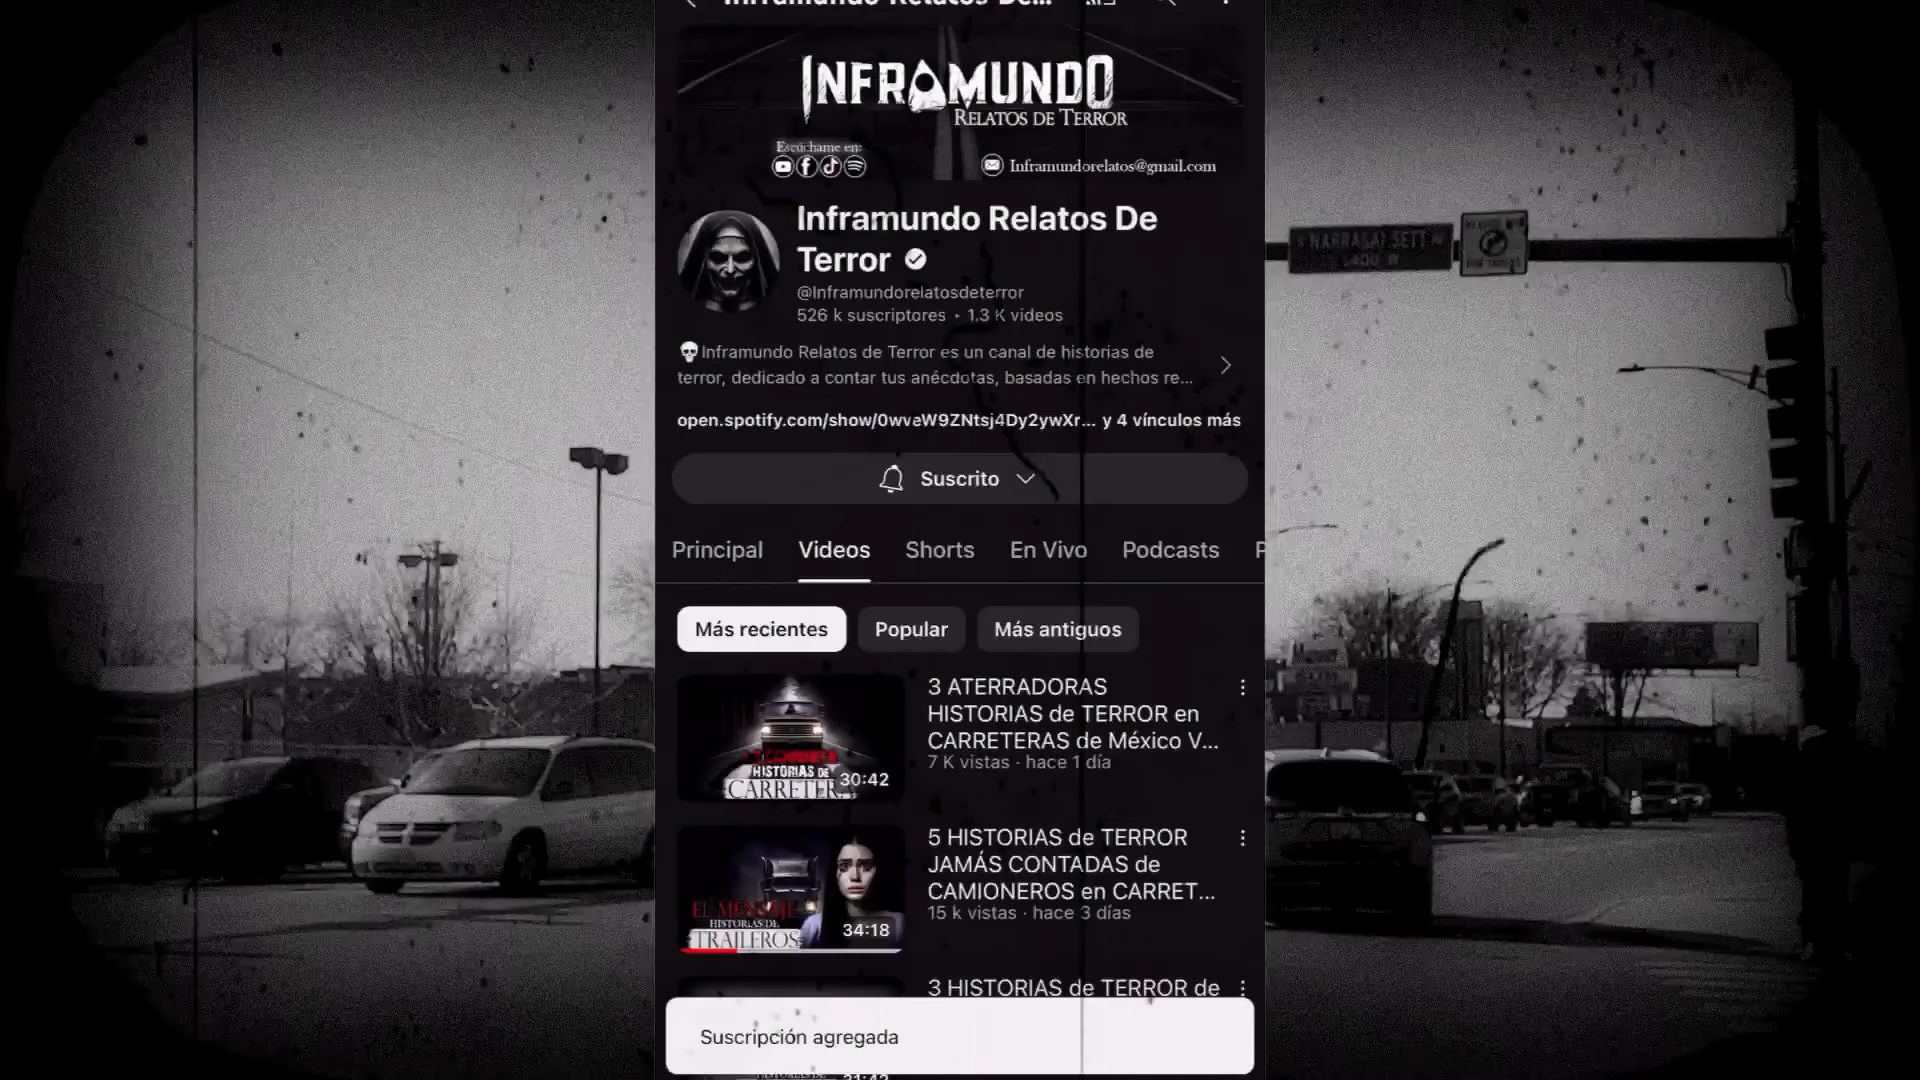 Inframundo Relatos De...
INFRAMUNDO
RELATOS DE TERROR
Escúchame en:
Inframundorelatos@gmail.com
Inframundo Relatos De
Terror
@Inframundorelatosdeterror
526 k suscriptores • 1.3 K videos
💀Inframundo Relatos de Terror es un canal de historias de
terror, dedicado a contar tus anécdotas, basadas en hechos re...
open.spotify.com/show/0wveW9ZNtsj4Dy2ywXr... y 4 vínculos más
Suscrito
Principal Videos Shorts En Vivo Podcasts P
Más recientes Popular Más antiguos
3 ATERRADORAS
HISTORIAS de TERROR en
CARRETERAS de México V...
7 K vistas · hace 1 día
HISTORIAS DE
CARRETERA
30:42
5 HISTORIAS de TERROR
JAMÁS CONTADAS de
CAMIONEROS en CARRET...
15 k vistas · hace 3 días
EL MENSAJE
HISTORIAS DE
TRAILEROS
34:18
3 HISTORIAS de TERROR de
Suscripción agregada